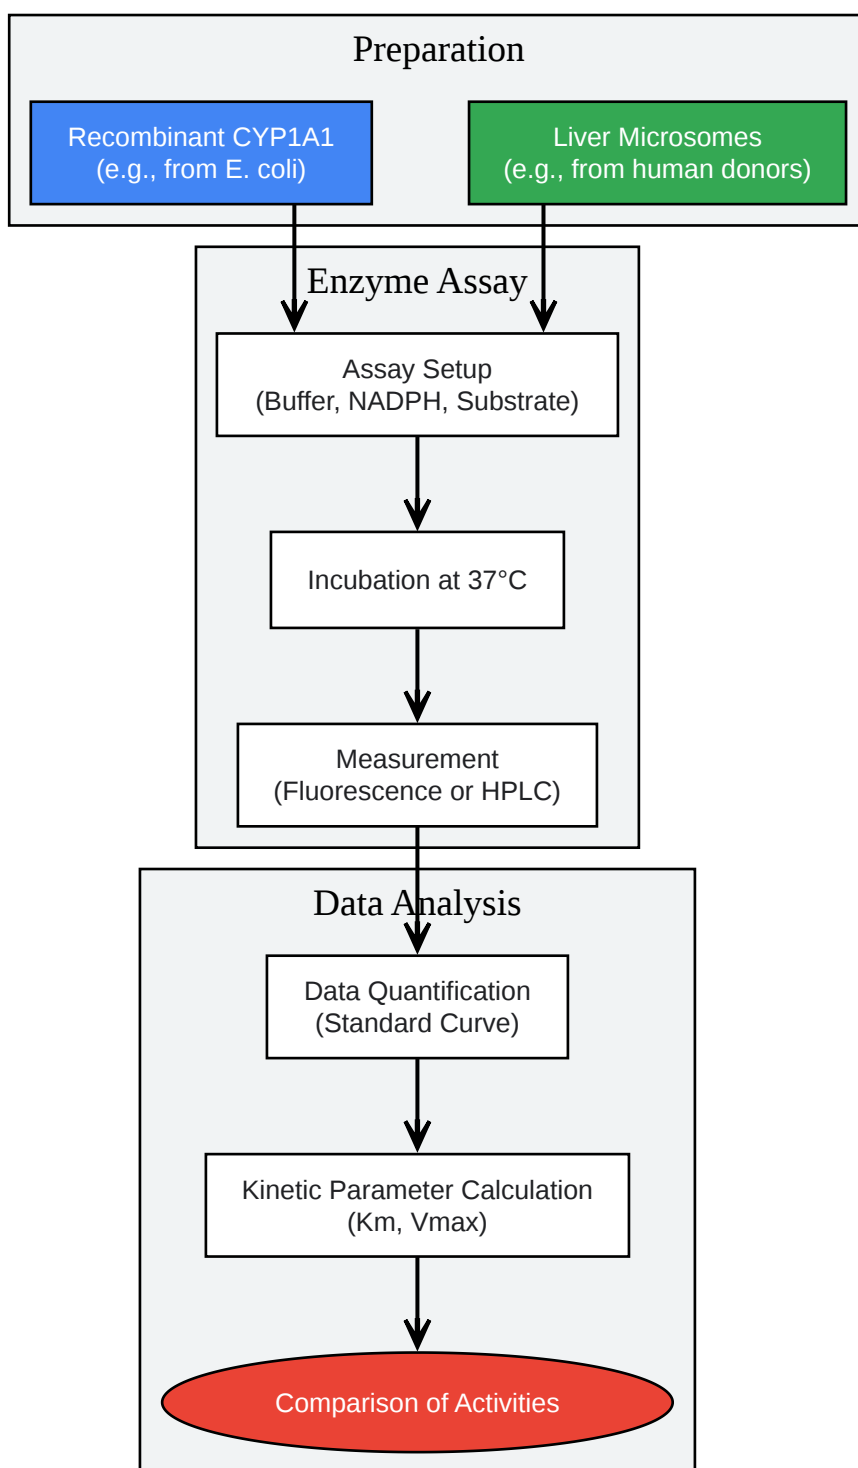 Preparation
Recombinant CYP1A1
(e.g., from E. coli)
Liver Microsomes
(e.g., from human donors)
Enzyme Assay
Assay Setup
(Buffer, NADPH, Substrate)
Incubation at 37°C
Measurement
(Fluorescence or HPLC)
Data Analysis
Data Quantification
(Standard Curve)
Kinetic Parameter Calculation
(Km, Vmax)
Comparison of Activities